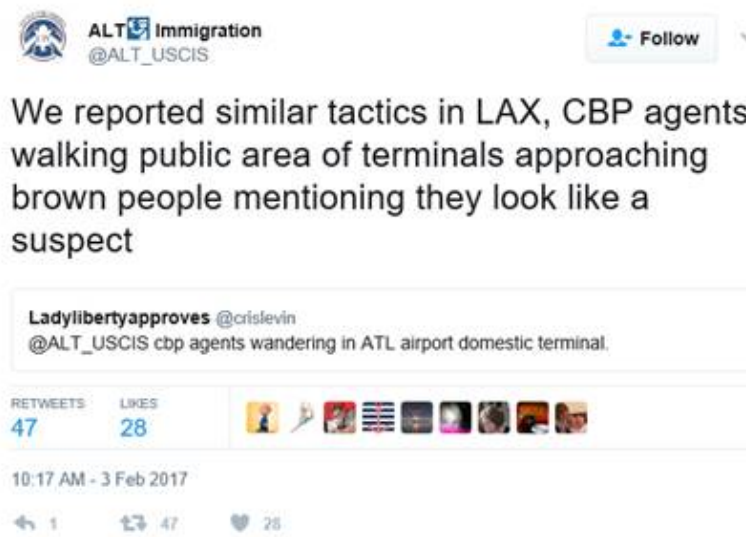 ALT Immigration
@ALT_USCIS
Follow
We reported similar tactics in LAX, CBP agents
walking public area of terminals approaching
brown people mentioning they look like a
suspect
Ladylibertyapproves @crislevin
@ALT_USCIS cbp agents wandering in ATL airport domestic terminal.
RETWEETS LIKES
47 28
10:17 AM - 3 Feb 2017
1 47 28